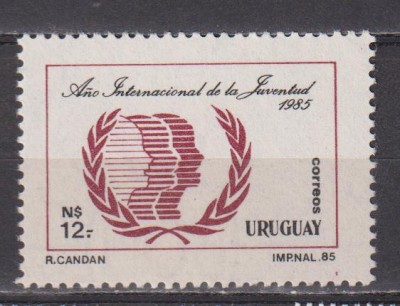 Año Internacional de la Juventud
1985
correos
N$
12.-
URUGUAY
R.CANDAN
IMP.NAL.85